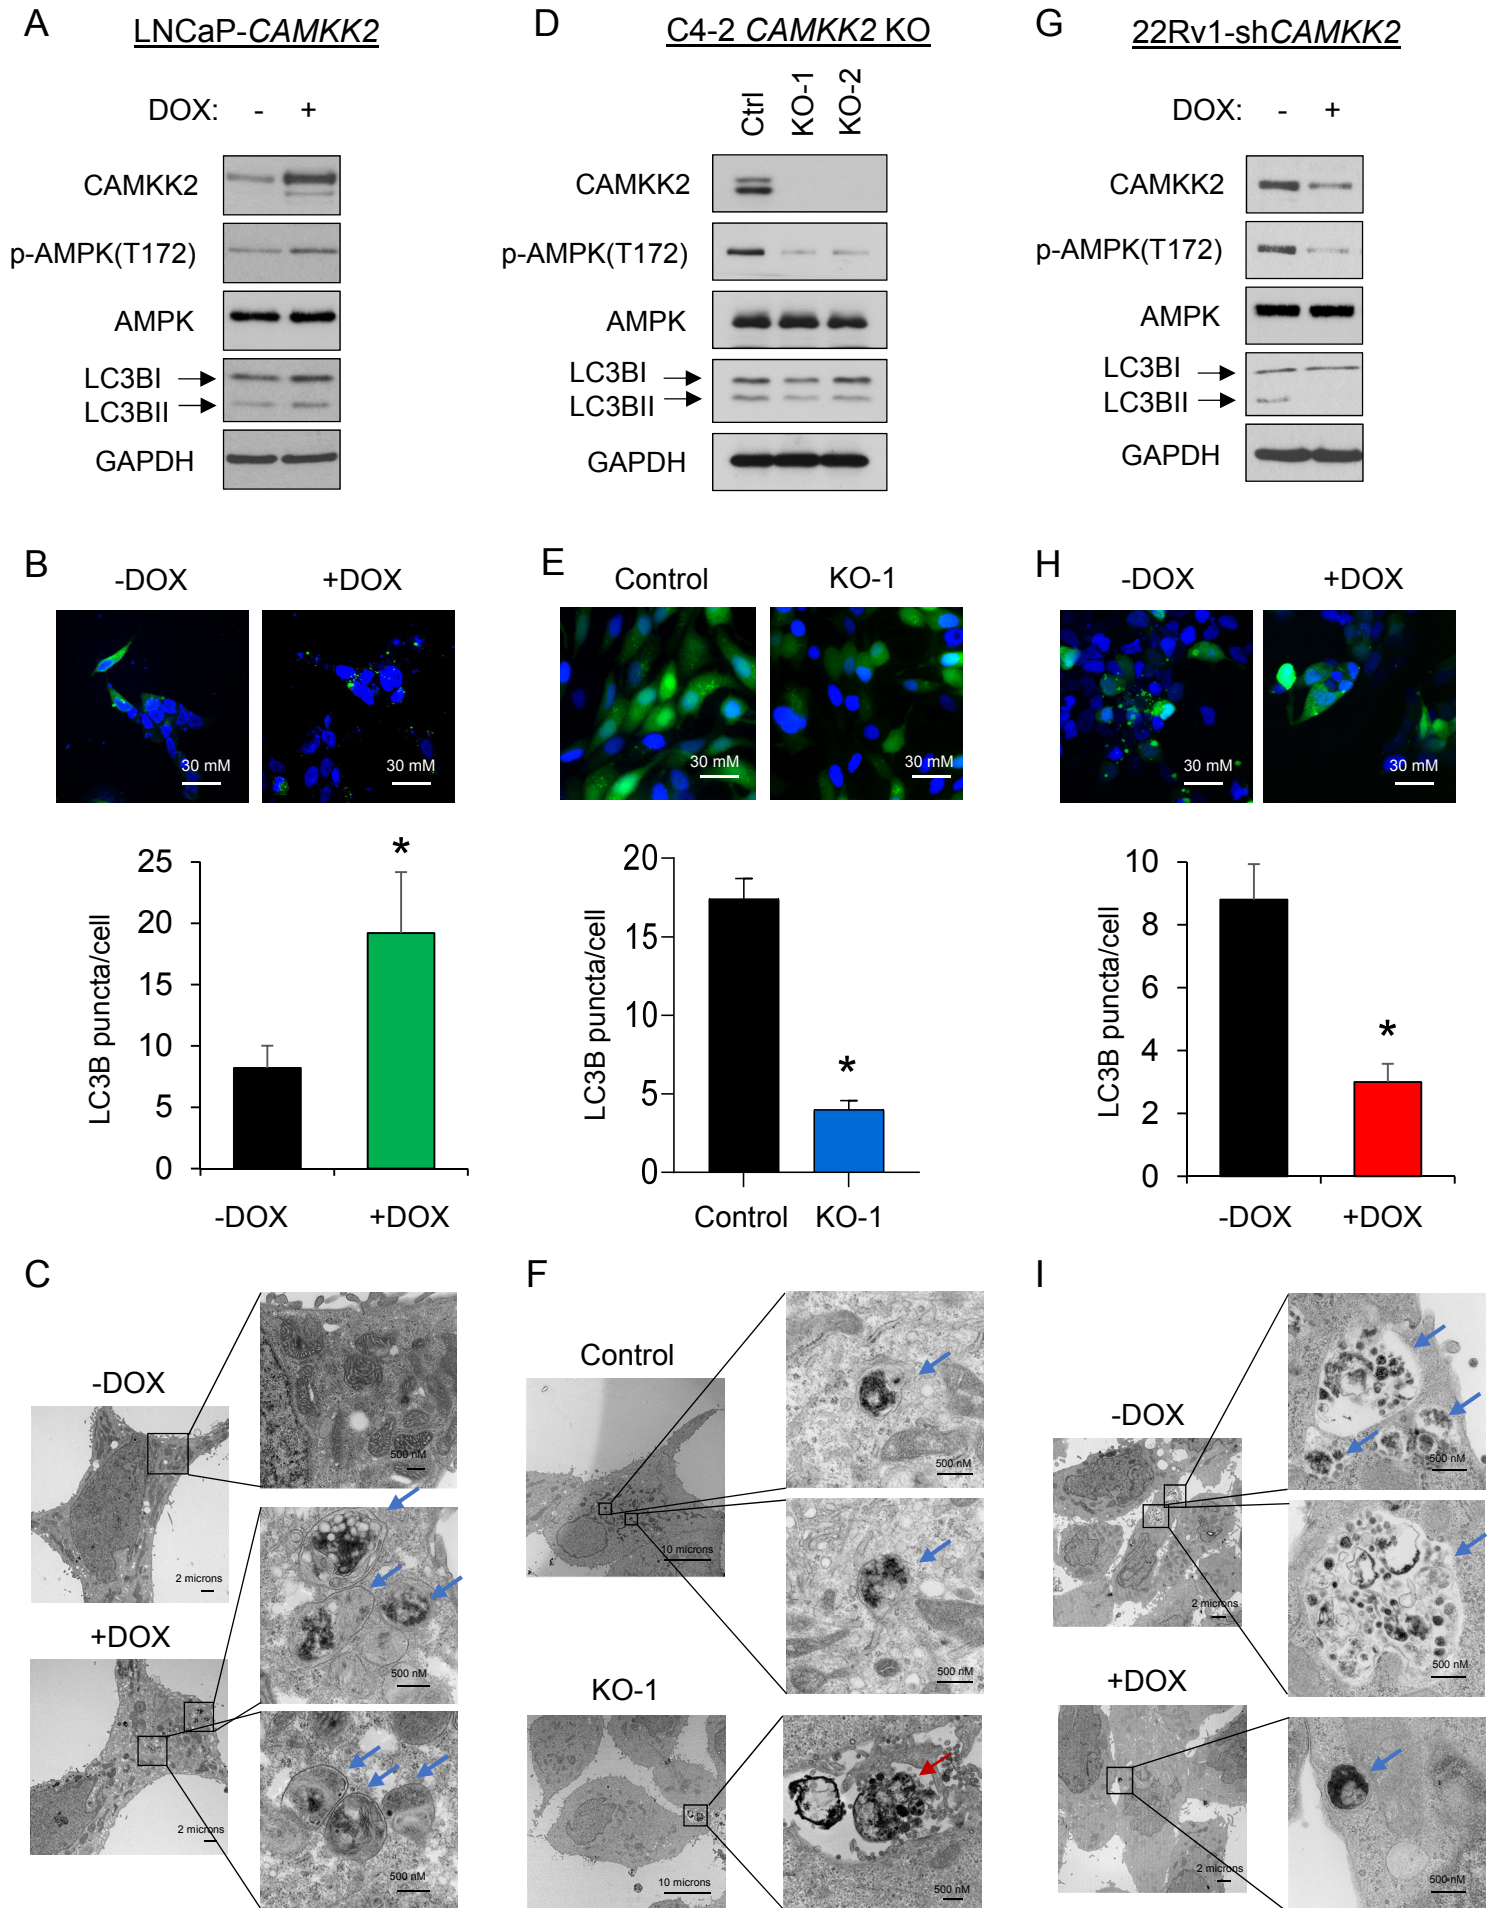 A
LNCaP-CAMKK2
DOX: - +
CAMKK2
p-AMPK(T172)
AMPK
LC3BI
LC3BII
GAPDH
B
-DOX +DOX
30 mM 30 mM
LC3B puncta/cell
25
20
15
10
5
0
-DOX +DOX
C
-DOX
2 microns
500 nM
+DOX
2 microns
500 nM
500 nM
D
C4-2 CAMKK2 KO
Ctrl KO-1 KO-2
CAMKK2
p-AMPK(T172)
AMPK
LC3BI
LC3BII
GAPDH
E
Control KO-1
30 mM 30 mM
LC3B puncta/cell
20
15
10
5
0
Control KO-1
*
F
Control
10 microns
500 nM
500 nM
KO-1
10 microns
500 nM
G
22Rv1-shCAMKK2
DOX: - +
CAMKK2
p-AMPK(T172)
AMPK
LC3BI
LC3BII
GAPDH
H
-DOX +DOX
30 mM 30 mM
LC3B puncta/cell
10
8
6
4
2
0
-DOX +DOX
*
I
-DOX
2 microns
500 nM
500 nM
+DOX
2 microns
500 nM